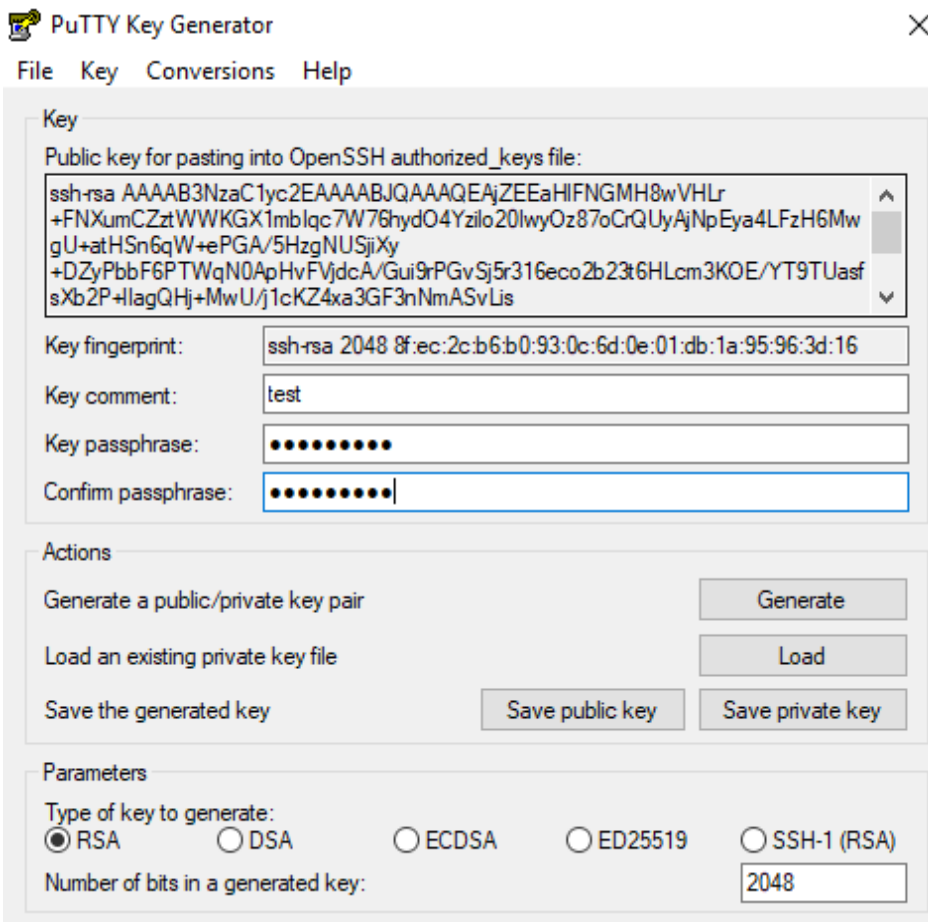 PuTTY Key Generator
File Key Conversions Help
Key
Public key for pasting into OpenSSH authorized_keys file:
ssh-rsa AAAAB3NzaC1yc2EAAAABJQAAAQEAjZEEaHlFNGMH8wVHLr
+FNXumCZztWWKGX1mbIqc7W76hydO4Yzilo20IwyOz87oCrQUyAjNpEya4LFzH6Mw
gU+atHSn6qW+ePGA/5HzgNUSjiXy
+DZyPbbF6PTWqN0ApHvFVjdcA/Gui9rPGvSj5r316eco2b23t6HLcm3KOE/YT9TUasf
sXb2P+IIagQHj+MwU/j1cKZ4xa3GF3nNmASvLis
Key fingerprint: ssh-rsa 2048 8f:ec:2c:b6:b0:93:0c:6d:0e:01:db:1a:95:96:3d:16
Key comment: test
Key passphrase: ●●●●●●●●●
Confirm passphrase: ●●●●●●●●●
Actions
Generate a public/private key pair Generate
Load an existing private key file Load
Save the generated key Save public key Save private key
Parameters
Type of key to generate:
RSA DSA ECDSA ED25519 SSH-1 (RSA)
Number of bits in a generated key: 2048